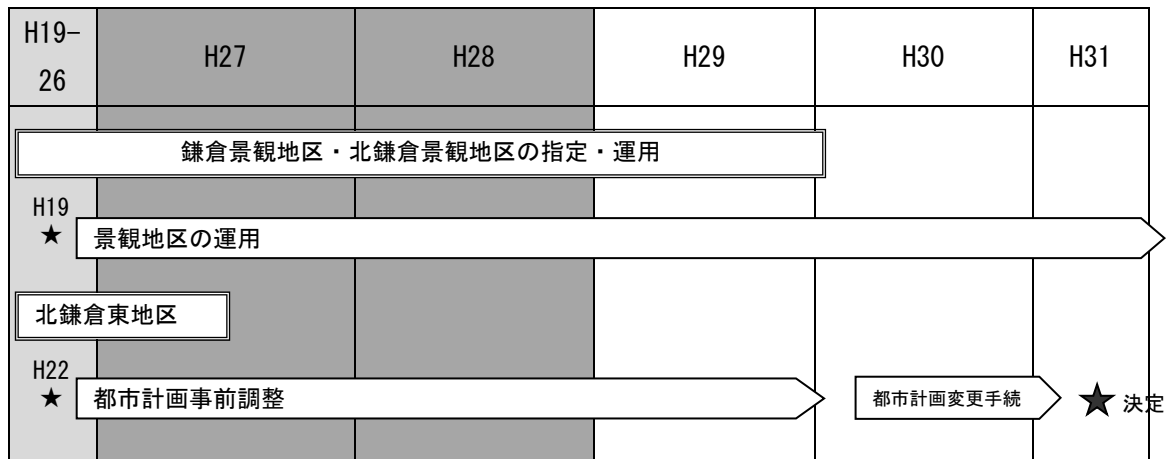 H19-
26
H27
H28
H29
H30
H31
鎌倉景観地区・北鎌倉景観地区の指定・運用
H19
★
景観地区の運用
北鎌倉東地区
H22
★
都市計画事前調整
都市計画変更手続
★ 決定